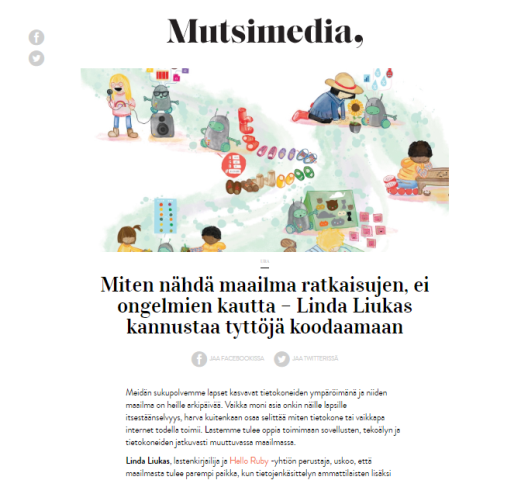 Mutsimedia,
Miten nähdä maailma ratkaisujen, ei
ongelmien kautta – Linda Liukas
kannustaa tyttöjä koodaamaan
JAA FACEBOOKISSA JAA TWITTERISSÄ
Meidän sukupolvemme lapset kasvavat tietokoneiden ympäröimänä ja niiden
maailma on heille arkipäivää. Vaikka moni asia onkin näille lapsille
itsestäänselvyys, harva kuitenkaan osaa selittää miten tietokone tai vaikkapa
internet todella toimii. Lastemme tulee oppia toimimaan sovellusten, tekoälyn ja
tietokoneiden jatkuvasti muuttuvassa maailmassa.
Linda Liukas, lastenkirjailija ja Hello Ruby -yhtiön perustaja, uskoo, että
maailmasta tulee parempi paikka, kun tietojenkäsittelyn ammattilaisten lisäksi